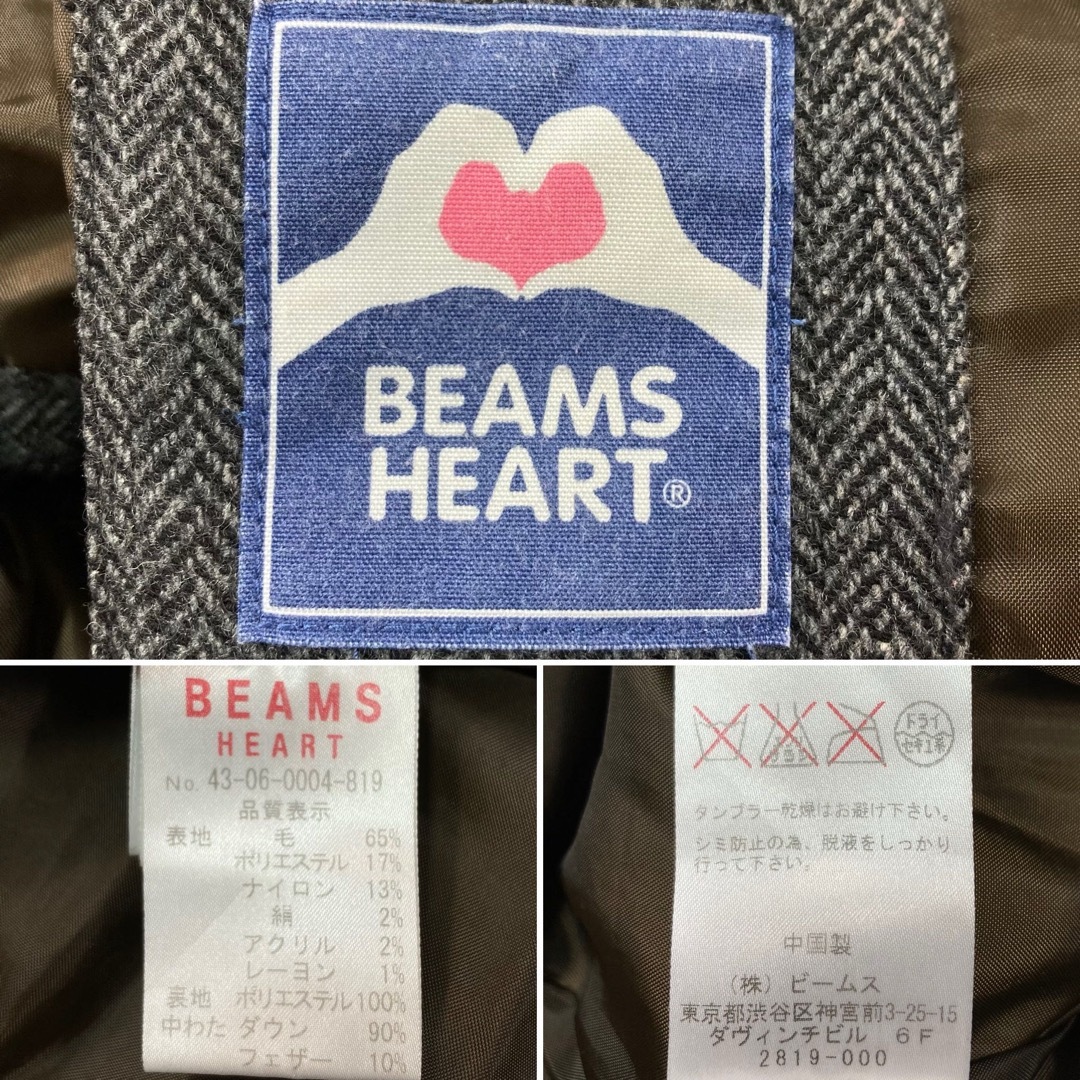 BEAMS
HEART®
BEAMS
HEART
No. 43-06-0004-819
品質表示
表地 毛 65%
ポリエステル 17%
ナイロン 13%
絹 2%
アクリル 2%
レーヨン 1%
裏地 ポリエステル 100%
中わた ダウン 90%
フェザー 10%
ドライ
セキユ系
タンブラー乾燥はお避け下さい。
シミ防止の為、脱液をしっかり
行って下さい。
中国製
(株) ビームス
東京都渋谷区神宮前3-25-15
ダヴィンチビル 6F
2819-000